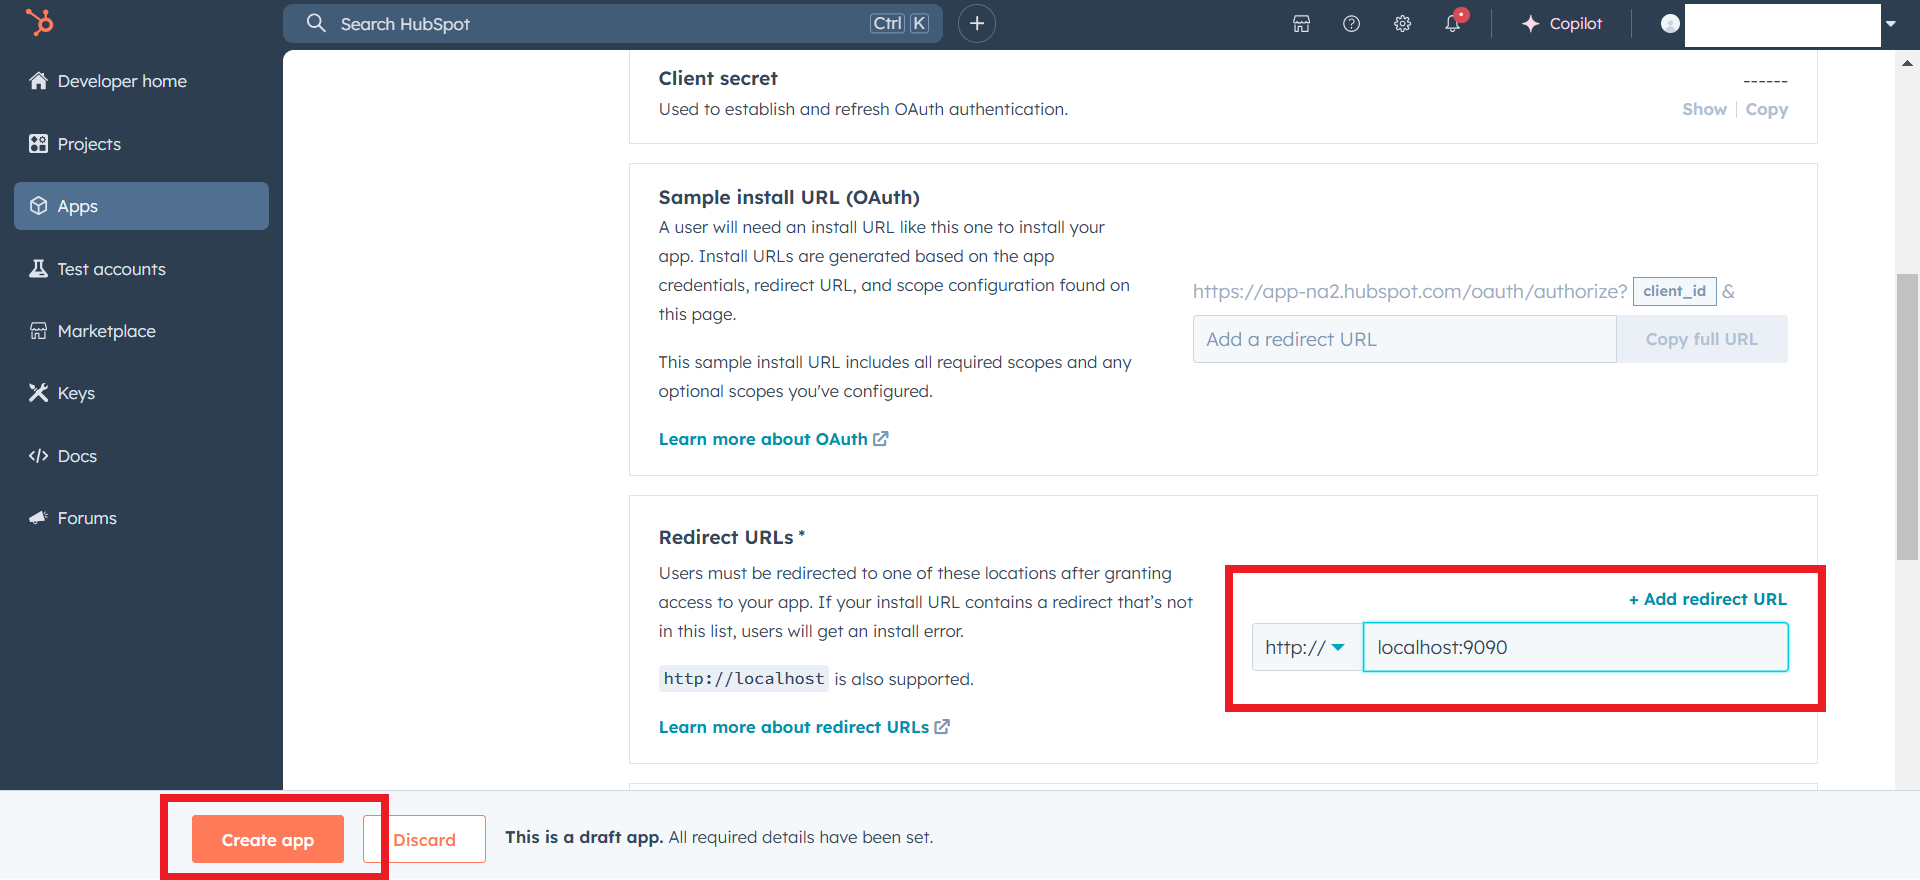 Search HubSpot
Ctrl K
Copilot
Developer home
Projects
Apps
Test accounts
Marketplace
Keys
Docs
Forums
Client secret
------
Used to establish and refresh OAuth authentication.
Show Copy
Sample install URL (OAuth)
A user will need an install URL like this one to install your
app. Install URLs are generated based on the app
credentials, redirect URL, and scope configuration found on
this page.
This sample install URL includes all required scopes and any
optional scopes you've configured.
Learn more about OAuth
https://app-na2.hubspot.com/oauth/authorize? client_id &
Add a redirect URL
Copy full URL
Redirect URLs *
Users must be redirected to one of these locations after granting
access to your app. If your install URL contains a redirect that’s not
in this list, users will get an install error.
http://localhost is also supported.
Learn more about redirect URLs
+ Add redirect URL
http:// localhost:9090
Create app
Discard
This is a draft app. All required details have been set.